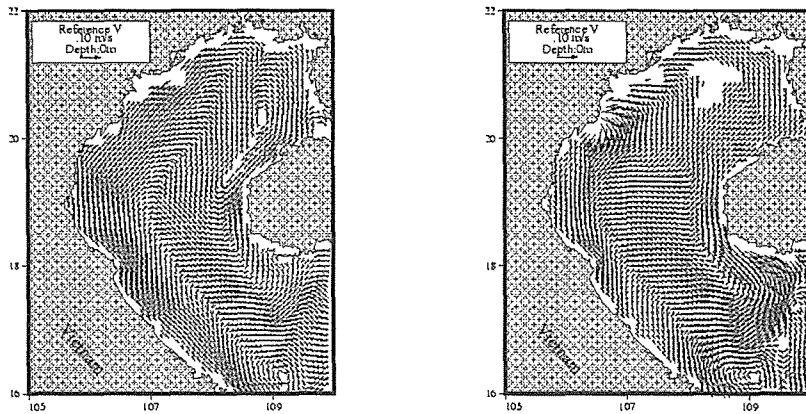 22
Reference V
.10 m/s
Depth:0m
20
18
Vietnam
16
105
107
109
22
Reference V
.10 m/s
Depth:0m
20
18
Vietnam
16
105
107
109